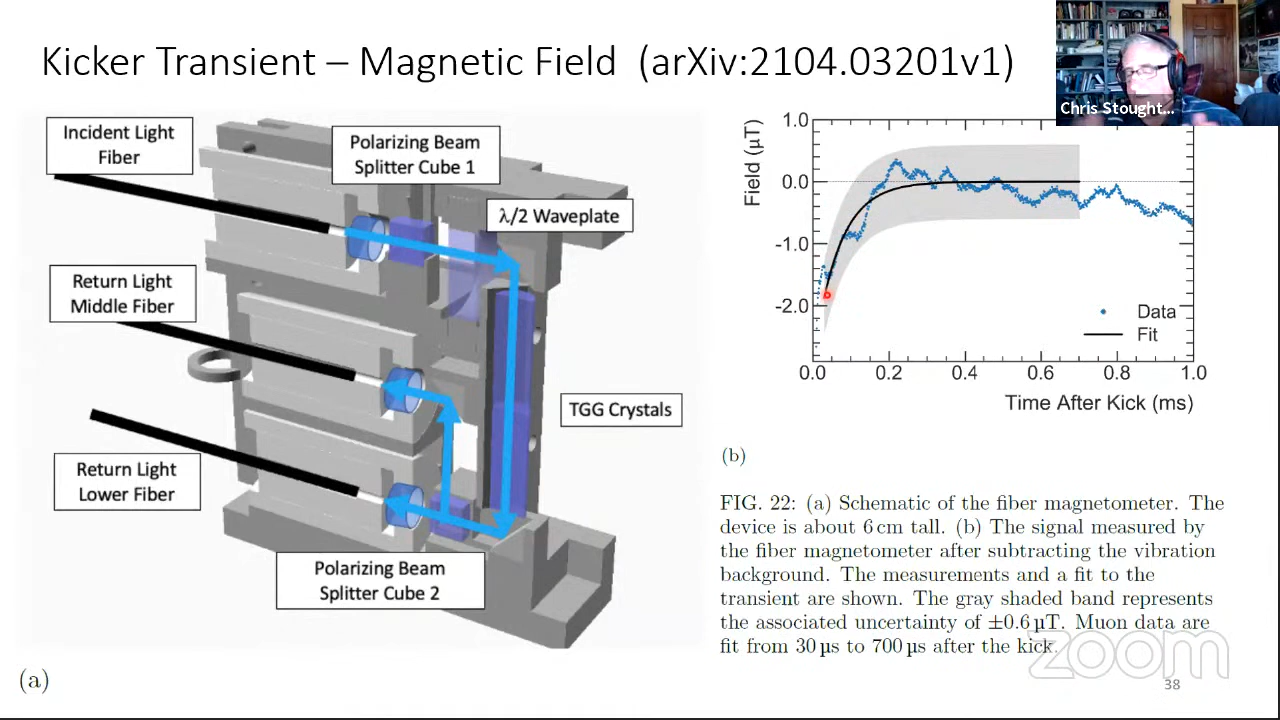 Kicker Transient – Magnetic Field (arXiv:2104.03201v1)
Chris Stought...
Incident Light
Fiber
Polarizing Beam
Splitter Cube 1
λ/2 Waveplate
Return Light
Middle Fiber
TGG Crystals
Return Light
Lower Fiber
Polarizing Beam
Splitter Cube 2
(a)
Field (μT)
1.0
0.0
-1.0
-2.0
Data
Fit
0.0 0.2 0.4 0.6 0.8 1.0
Time After Kick (ms)
(b)
FIG. 22: (a) Schematic of the fiber magnetometer. The
device is about 6 cm tall. (b) The signal measured by
the fiber magnetometer after subtracting the vibration
background. The measurements and a fit to the
transient are shown. The gray shaded band represents
the associated uncertainty of ±0.6 μT. Muon data are
fit from 30 μs to 700 μs after the kick.
zoom
38